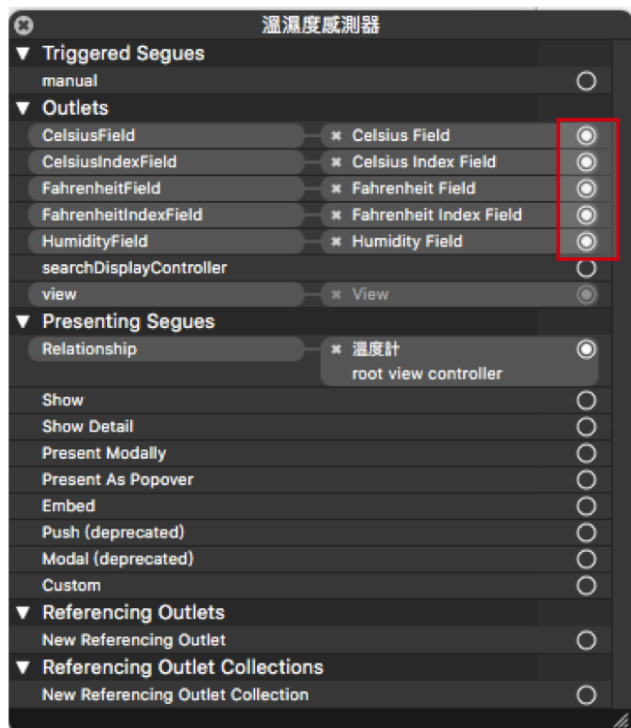 溫濕度感測器
Triggered Segues
manual
Outlets
CelsiusField Celsius Field
CelsiusIndexField Celsius Index Field
FahrenheitField Fahrenheit Field
FahrenheitIndexField Fahrenheit Index Field
HumidityField Humidity Field
searchDisplayController
view View
Presenting Segues
Relationship 溫度計
root view controller
Show
Show Detail
Present Modally
Present As Popover
Embed
Push (deprecated)
Modal (deprecated)
Custom
Referencing Outlets
New Referencing Outlet
Referencing Outlet Collections
New Referencing Outlet Collection